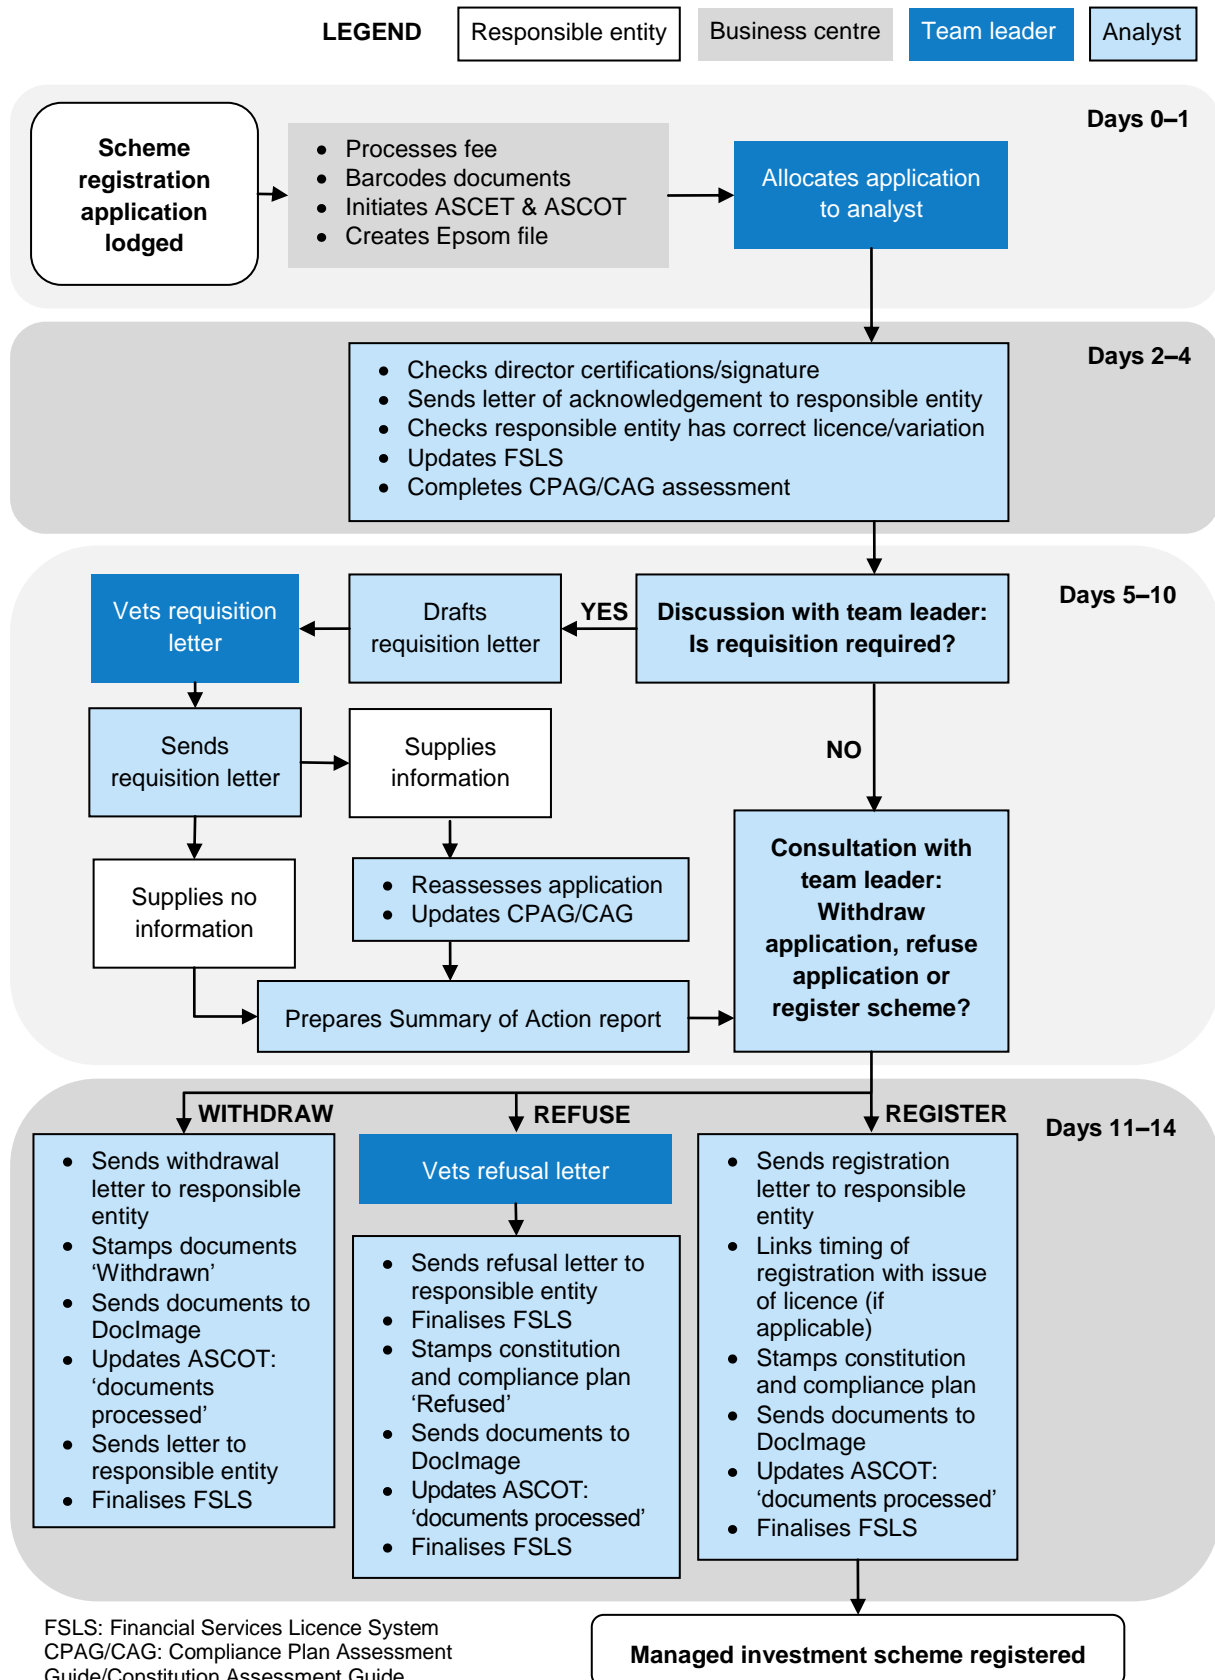 LEGEND
Responsible entity
Business centre
Team leader
Analyst
Days 0–1
Scheme
registration
application
lodged
• Processes fee
• Barcodes documents
• Initiates ASCET & ASCOT
• Creates Epsom file
Allocates application
to analyst
Days 2–4
• Checks director certifications/signature
• Sends letter of acknowledgement to responsible entity
• Checks responsible entity has correct licence/variation
• Updates FSLS
• Completes CPAG/CAG assessment
Days 5–10
Discussion with team leader:
Is requisition required?
YES
Drafts
requisition letter
Vets requisition
letter
Sends
requisition letter
Supplies
information
NO
Supplies no
information
• Reassesses application
• Updates CPAG/CAG
Prepares Summary of Action report
Consultation with
team leader:
Withdraw
application, refuse
application or
register scheme?
Days 11–14
WITHDRAW
• Sends withdrawal
letter to responsible
entity
• Stamps documents
‘Withdrawn’
• Sends documents to
DocImage
• Updates ASCOT:
‘documents
processed’
• Sends letter to
responsible entity
• Finalises FSLS
REFUSE
Vets refusal letter
• Sends refusal letter to
responsible entity
• Finalises FSLS
• Stamps constitution
and compliance plan
‘Refused’
• Sends documents to
DocImage
• Updates ASCOT:
‘documents processed’
• Finalises FSLS
REGISTER
• Sends registration
letter to responsible
entity
• Links timing of
registration with issue
of licence (if
applicable)
• Stamps constitution
and compliance plan
• Sends documents to
DocImage
• Updates ASCOT:
‘documents processed’
• Finalises FSLS
Managed investment scheme registered
FSLS: Financial Services Licence System
CPAG/CAG: Compliance Plan Assessment
Guide/Constitution Assessment Guide